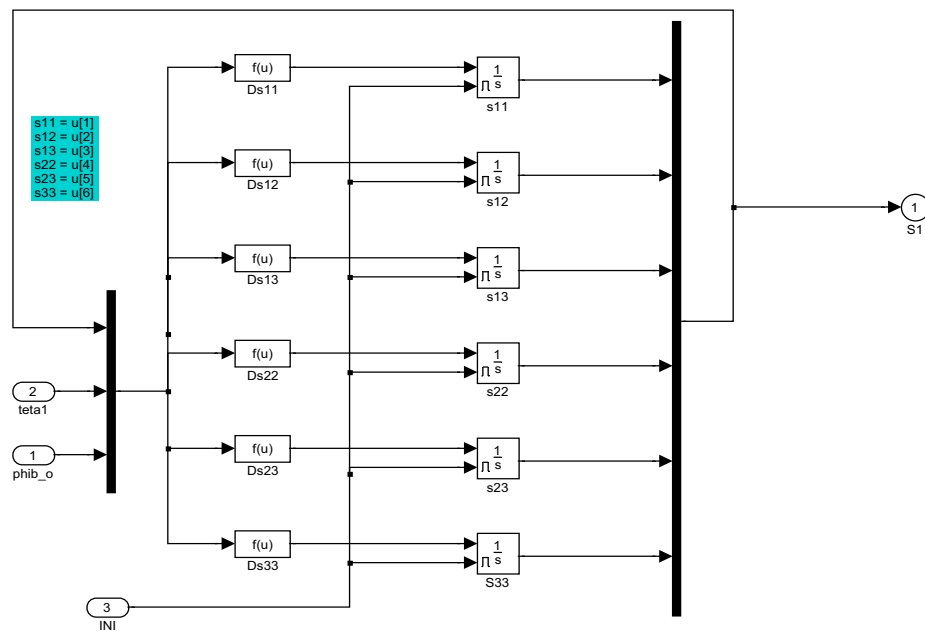 f(u)
Ds11
1
s
s11
s11 = u[1]
s12 = u[2]
s13 = u[3]
s22 = u[4]
s23 = u[5]
s33 = u[6]
f(u)
Ds12
1
s
s12
1
S1
f(u)
Ds13
1
s
s13
f(u)
Ds22
1
s
s22
2
teta1
1
phib_o
f(u)
Ds23
1
s
s23
f(u)
Ds33
1
s
S33
3
INI